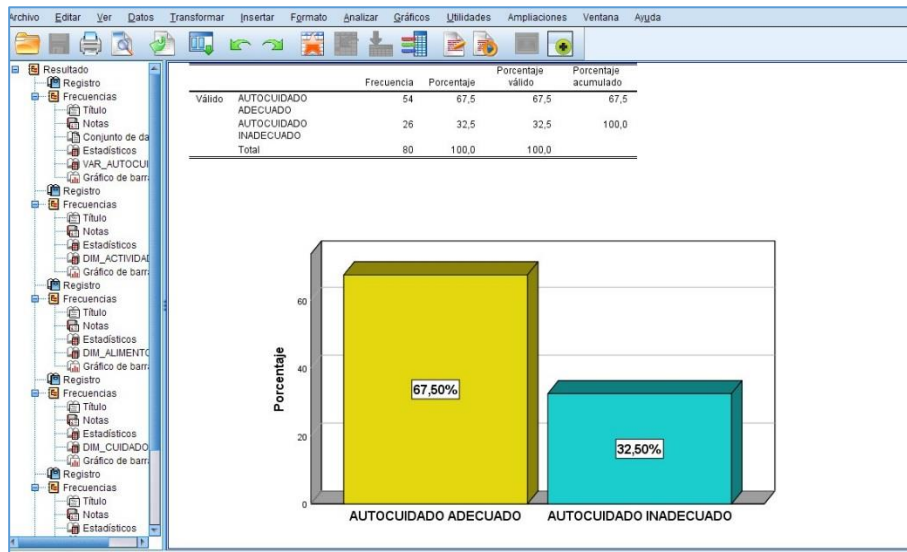 Archivo Editar Ver Datos Transformar Insertar Formato Analizar Gráficos Utilidades Ampliaciones Ventana Ayuda
Resultado
Registro
Frecuencias
Título
Notas
Conjunto de da
Estadísticos
VAR_AUTOCUI
Gráfico de barr
Registro
Frecuencias
Título
Notas
Estadísticos
DIM_ACTIVIDAD
Gráfico de barr
Registro
Frecuencias
Título
Notas
Estadísticos
DIM_ALIMENTO
Gráfico de barr
Registro
Frecuencias
Título
Notas
Estadísticos
DIM_CUIDADO
Gráfico de barr
Registro
Frecuencias
Título
Notas
Estadísticos
Porcentaje Porcentaje
Frecuencia Porcentaje válido acumulado
Válido AUTOCUIDADO 54 67,5 67,5 67,5
ADECUADO
AUTOCUIDADO 26 32,5 32,5 100,0
INADECUADO
Total 80 100,0 100,0
Porcentaje
60
40
20
0
67,50%
32,50%
AUTOCUIDADO ADECUADO AUTOCUIDADO INADECUADO